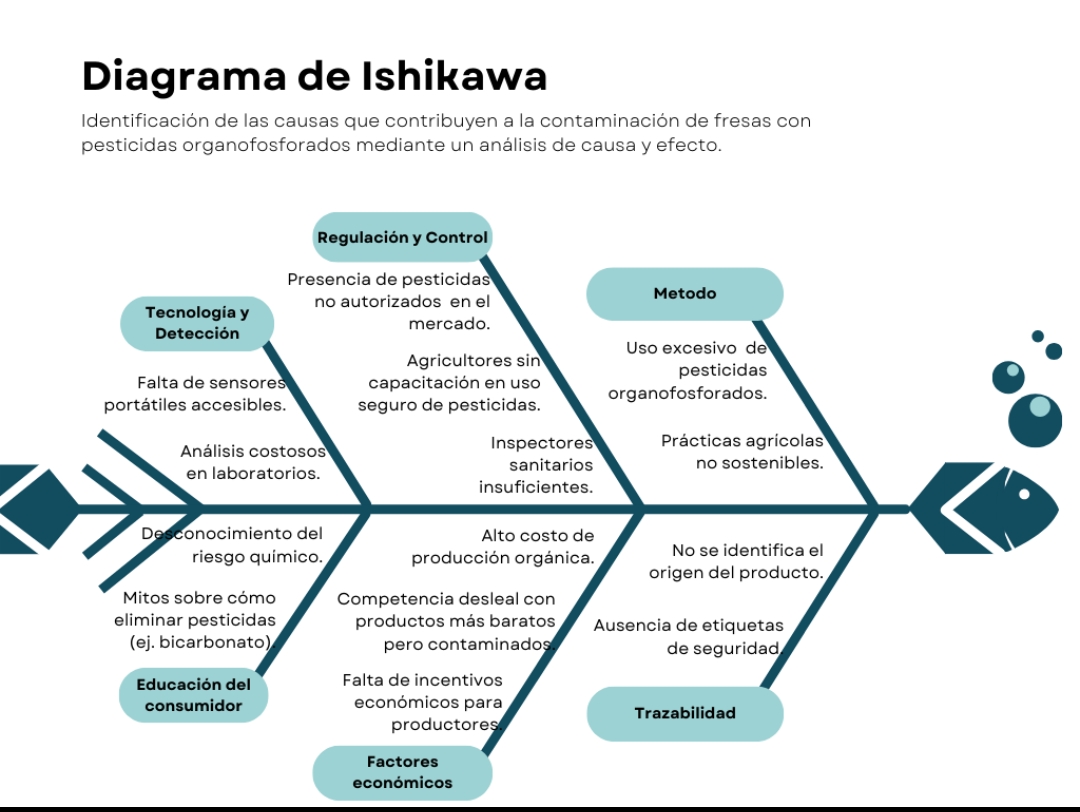 Diagrama de Ishikawa
Identificación de las causas que contribuyen a la contaminación de fresas con
pesticidas organofosforados mediante un análisis de causa y efecto.
Regulación y Control
Presencia de pesticidas
no autorizados en el
mercado.
Agricultores sin
capacitación en uso
seguro de pesticidas.
Inspectores
sanitarios
insuficientes.
Metodo
Uso excesivo de
pesticidas
organofosforados.
Prácticas agrícolas
no sostenibles.
Tecnología y
Detección
Falta de sensores
portátiles accesibles.
Análisis costosos
en laboratorios.
Desconocimiento del
riesgo químico.
Mitos sobre cómo
eliminar pesticidas
(ej. bicarbonato).
Educación del
consumidor
Alto costo de
producción orgánica.
Competencia desleal con
productos más baratos
pero contaminados.
Falta de incentivos
económicos para
productores.
Factores
económicos
No se identifica el
origen del producto.
Ausencia de etiquetas
de seguridad.
Trazabilidad